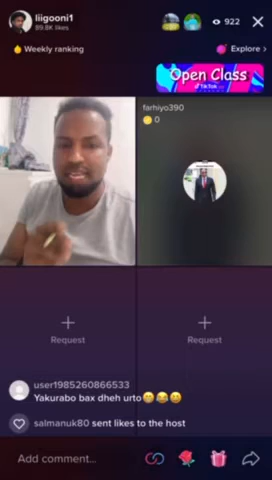 liigooni1
89.8K likes
922
Weekly ranking
Explore >
Open Class
TikTok
farhiyo390
0
Request
Request
user1985260866533
Yakurabo bax dheh urto😁😂😆
salmanuk80 sent likes to the host
Add comment...